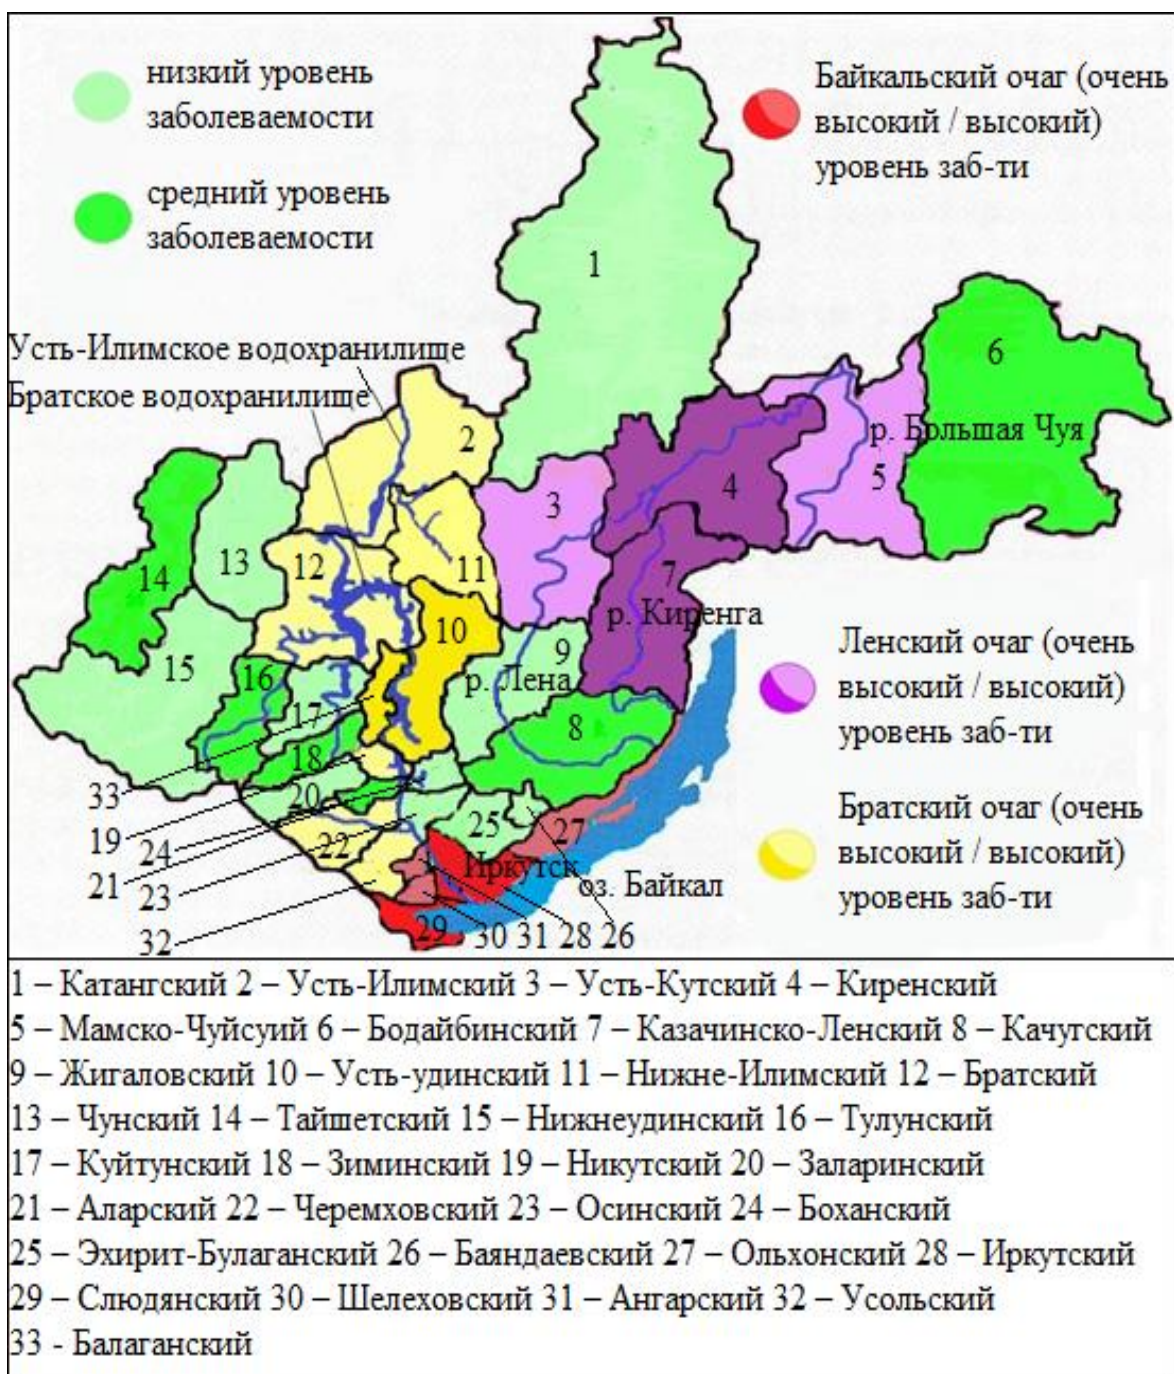 низкий уровень
заболеваемости
средний уровень
заболеваемости
Байкальский очаг (очень
высокий / высокий)
уровень заб-ти
1
Усть-Илимское водохранилище
Братское водохранилище
6
2
р. Большая Чуя
3
4
5
13
12
14
11
7
р. Киренга
10
9
15
16
р. Лена
17
8
18
33
20
19
24
25
27
22
21
23
Иркутск
оз. Байкал
32
29
30
31
28
26
Ленский очаг (очень
высокий / высокий)
уровень заб-ти
Братский очаг (очень
высокий / высокий)
уровень заб-ти
1 – Катангский 2 – Усть-Илимский 3 – Усть-Кутский 4 – Киренский
5 – Мамско-Чуйсуий 6 – Бодайбинский 7 – Казачинско-Ленский 8 – Качугский
9 – Жигаловский 10 – Усть-удинский 11 – Нижне-Илимский 12 – Братский
13 – Чунский 14 – Тайшетский 15 – Нижнеудинский 16 – Тулунский
17 – Куйтунский 18 – Зиминский 19 – Никутский 20 – Заларинский
21 – Аларский 22 – Черемховский 23 – Осинский 24 – Боханский
25 – Эхирит-Булаганский 26 – Баяндаевский 27 – Ольхонский 28 – Иркутский
29 – Слюдянский 30 – Шелеховский 31 – Ангарский 32 – Усольский
33 - Балаганский